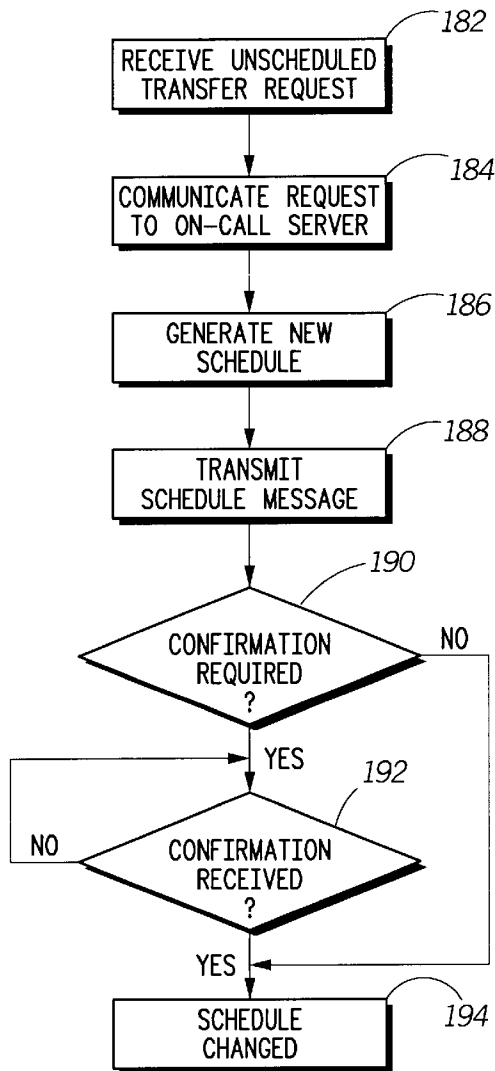 182
RECEIVE UNSCHEDULED
TRANSFER REQUEST
184
COMMUNICATE REQUEST
TO ON-CALL SERVER
186
GENERATE NEW
SCHEDULE
188
TRANSMIT
SCHEDULE MESSAGE
190
CONFIRMATION
REQUIRED
?
NO
YES
192
CONFIRMATION
RECEIVED
?
NO
YES
SCHEDULE
CHANGED
194